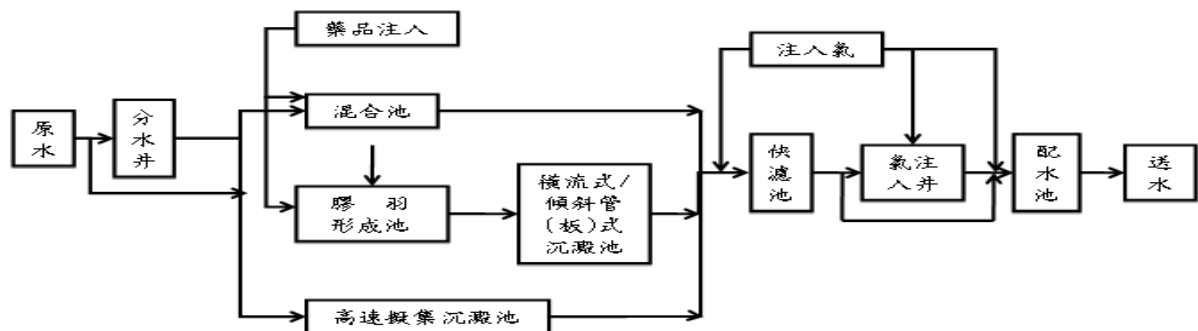 藥品注入
注入氯
原
水
分
水
井
混合池
膠 羽
形成池
橫流式/
傾斜管
(板)式
沉澱池
高速擬集沉澱池
快
濾
池
氯注
入井
配
水
池
送
水